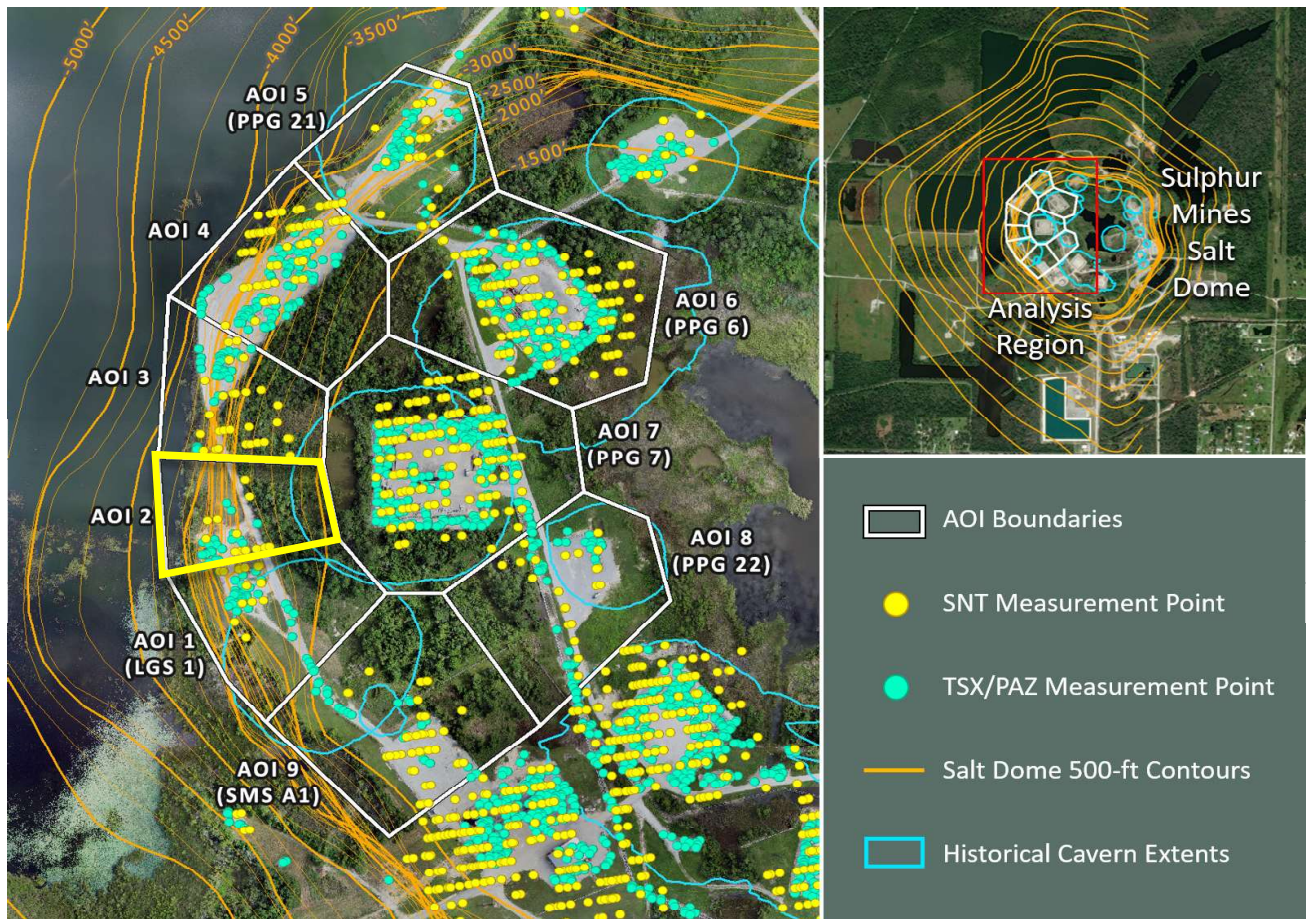 -5000'
-4500'
-4000'
-3500'
-3000'
-2500'
-2000'
-1500'
AOI 5
(PPG 21)
AOI 4
AOI 3
AOI 2
AOI 1
(LGS 1)
AOI 9
(SMS A1)
AOI 6
(PPG 6)
AOI 7
(PPG 7)
AOI 8
(PPG 22)
Sulphur
Mines
Salt
Dome
Analysis
Region
AOI Boundaries
SNT Measurement Point
TSX/PAZ Measurement Point
Salt Dome 500-ft Contours
Historical Cavern Extents